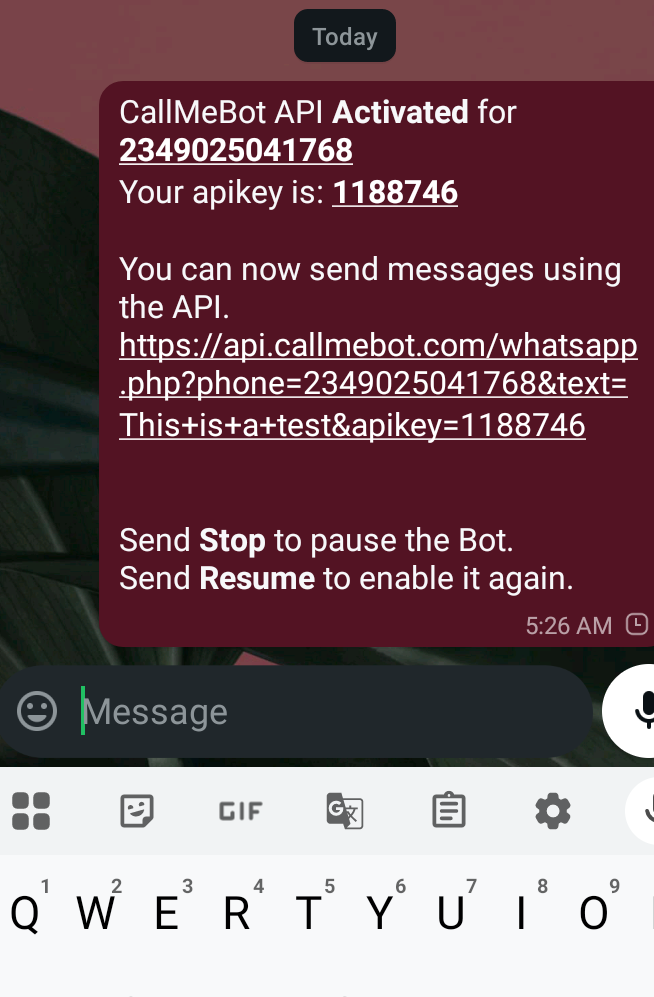 Today
CallMeBot API Activated for
2349025041768
Your apikey is: 1188746
You can now send messages using
the API.
https://api.callmebot.com/whatsapp
.php?phone=2349025041768&text=
This+is+a+test&apikey=1188746
Send Stop to pause the Bot.
Send Resume to enable it again.
5:26 AM
Message
GIF
G
1 2 3 4 5 6 7 8 9
Q W E R T Y U I O